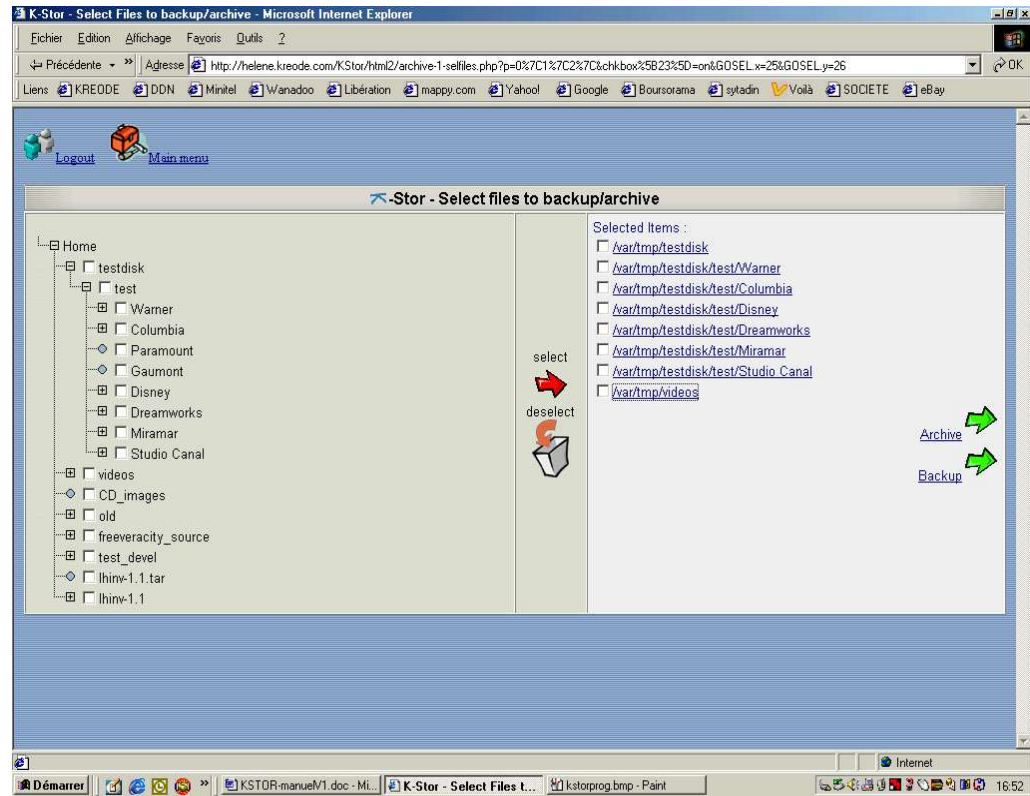 K-Stor - Select Files to backup/archive - Microsoft Internet Explorer
Fichier Edition Affichage Favoris Outils ?
Précédente » Adresse http://helene.kreode.com/KStor/html2/archive-1-selfiles.php?p=0%7C1%7C2%7C&chkbox%5B23%5D=on&GOSEL.x=25&GOSEL.y=26 OK
Liens KREODE DDN Minitel Wanadoo Libération mappy.com Yahoo! Google Boursorama sytadin Voilà SOCIETE eBay
Logout Main menu
K-Stor - Select files to backup/archive
Home
testdisk
test
Warner
Columbia
Paramount
Gaumont
Disney
Dreamworks
Miramar
Studio Canal
videos
CD_images
old
freeveracity_source
test_devel
lhinv-1.1.tar
lhinv-1.1
select
deselect
Selected Items :
/var/tmp/testdisk
/var/tmp/testdisk/test/Warner
/var/tmp/testdisk/test/Columbia
/var/tmp/testdisk/test/Disney
/var/tmp/testdisk/test/Dreamworks
/var/tmp/testdisk/test/Miramar
/var/tmp/testdisk/test/Studio Canal
/var/tmp/videos
Archive
Backup
Internet
Démarrer » KSTOR-manuelV1.doc - Mi... K-Stor - Select Files t... kstorprog.bmp - Paint 16:52